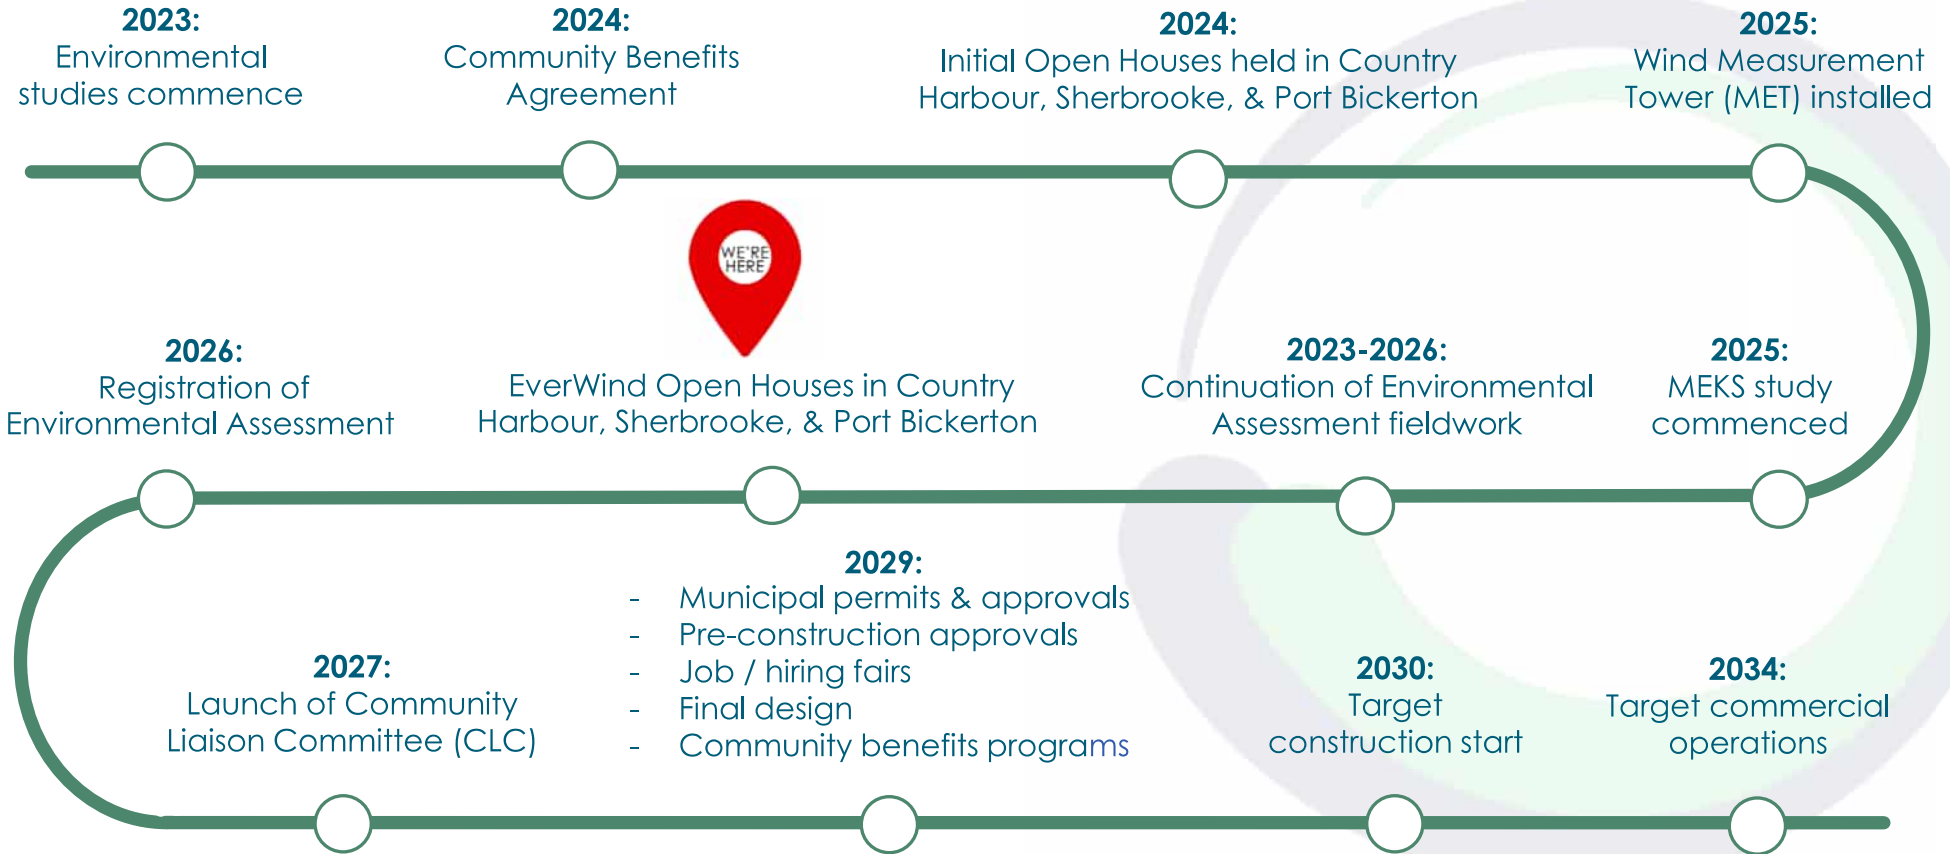 2023:
Environmental
studies commence
2024:
Community Benefits
Agreement
2024:
Initial Open Houses held in Country
Harbour, Sherbrooke, & Port Bickerton
2025:
Wind Measurement
Tower (MET) installed
WE'RE
HERE
2026:
Registration of
Environmental Assessment
EverWind Open Houses in Country
Harbour, Sherbrooke, & Port Bickerton
2023-2026:
Continuation of Environmental
Assessment fieldwork
2025:
MEKS study
commenced
2027:
Launch of Community
Liaison Committee (CLC)
2029:
- Municipal permits & approvals
- Pre-construction approvals
- Job / hiring fairs
- Final design
- Community benefits programs
2030:
Target
construction start
2034:
Target commercial
operations